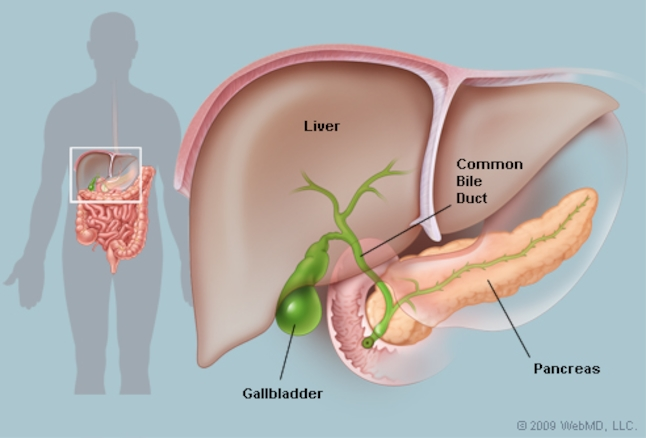 Liver
Common
Bile
Duct
Pancreas
Gallbladder
© 2009 WebMD, LLC.